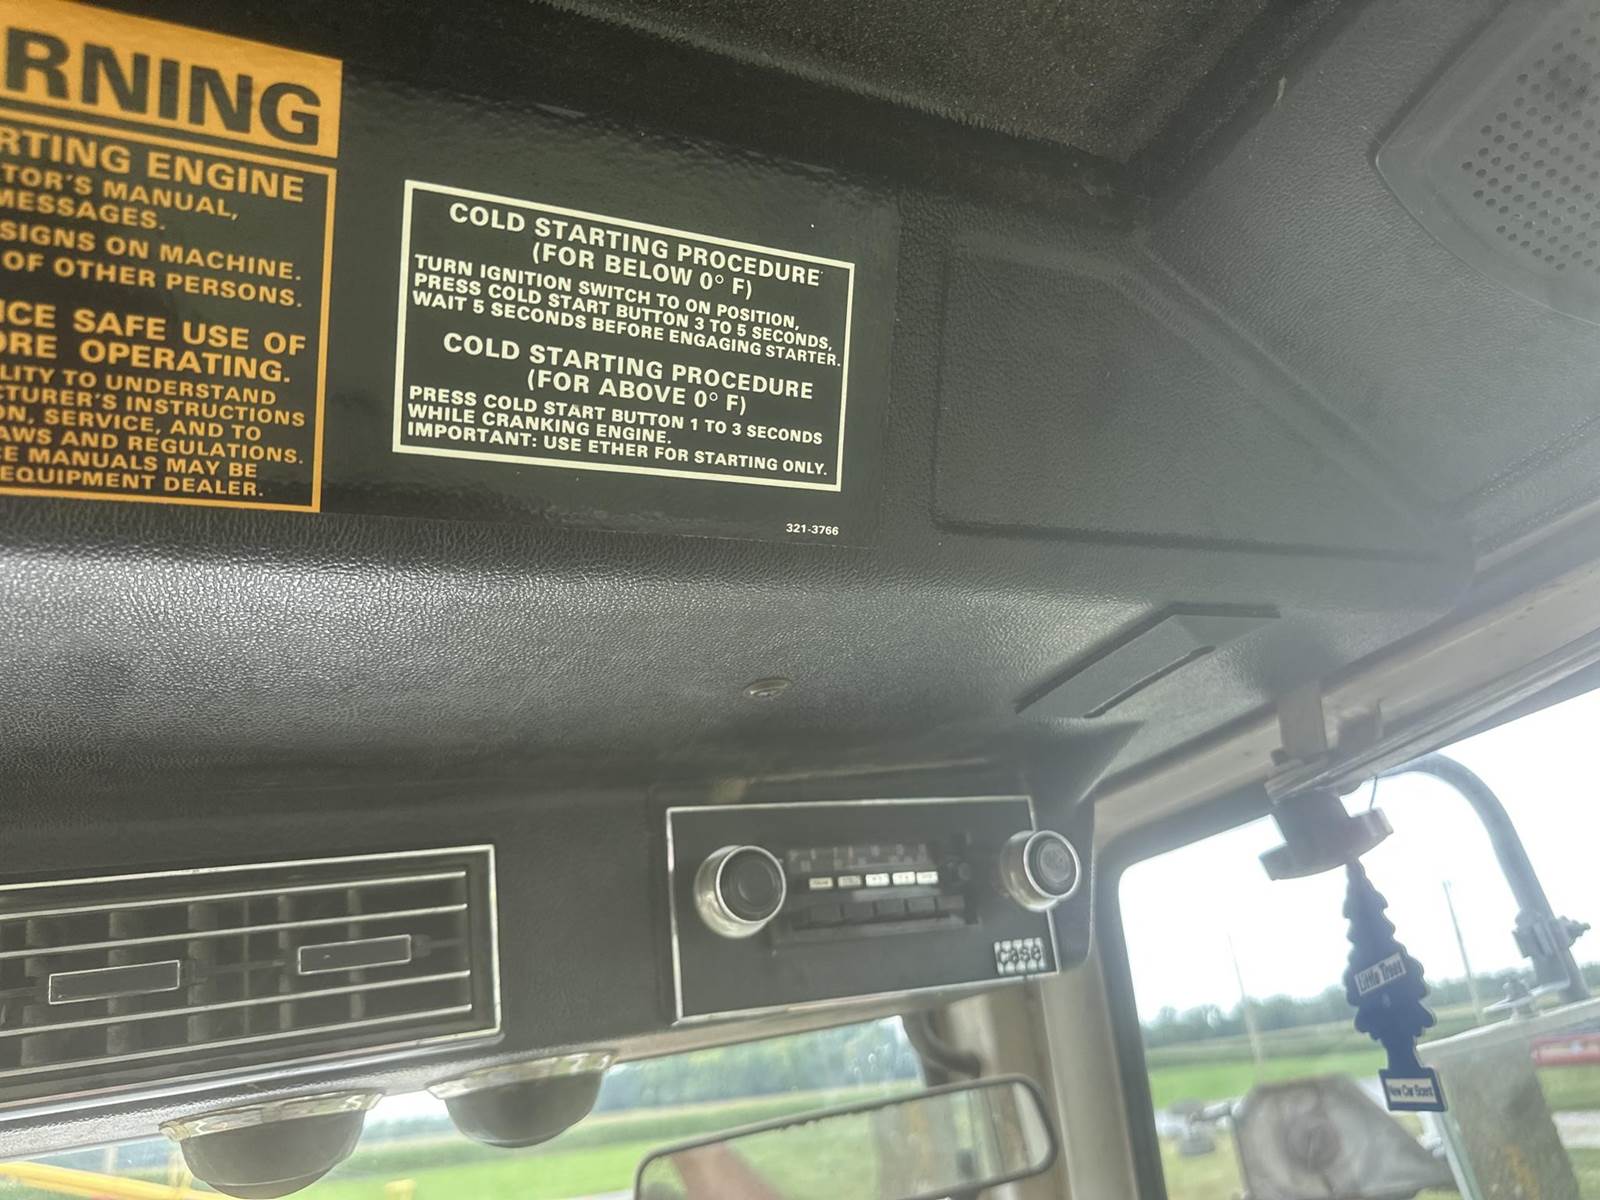 RNING
RTING ENGINE
TOR'S MANUAL,
MESSAGES.
SIGNS ON MACHINE.
OF OTHER PERSONS.
ICE SAFE USE OF
ORE OPERATING.
LITY TO UNDERSTAND
CTURER'S INSTRUCTIONS
ON, SERVICE, AND TO
AWS AND REGULATIONS.
CE MANUALS MAY BE
EQUIPMENT DEALER.
COLD STARTING PROCEDURE
(FOR BELOW 0° F)
TURN IGNITION SWITCH TO ON POSITION,
PRESS COLD START BUTTON 3 TO 5 SECONDS,
WAIT 5 SECONDS BEFORE ENGAGING STARTER.
COLD STARTING PROCEDURE
(FOR ABOVE 0° F)
PRESS COLD START BUTTON 1 TO 3 SECONDS
WHILE CRANKING ENGINE.
IMPORTANT: USE ETHER FOR STARTING ONLY.
321-3766
case
Little Trees
New Car Scent